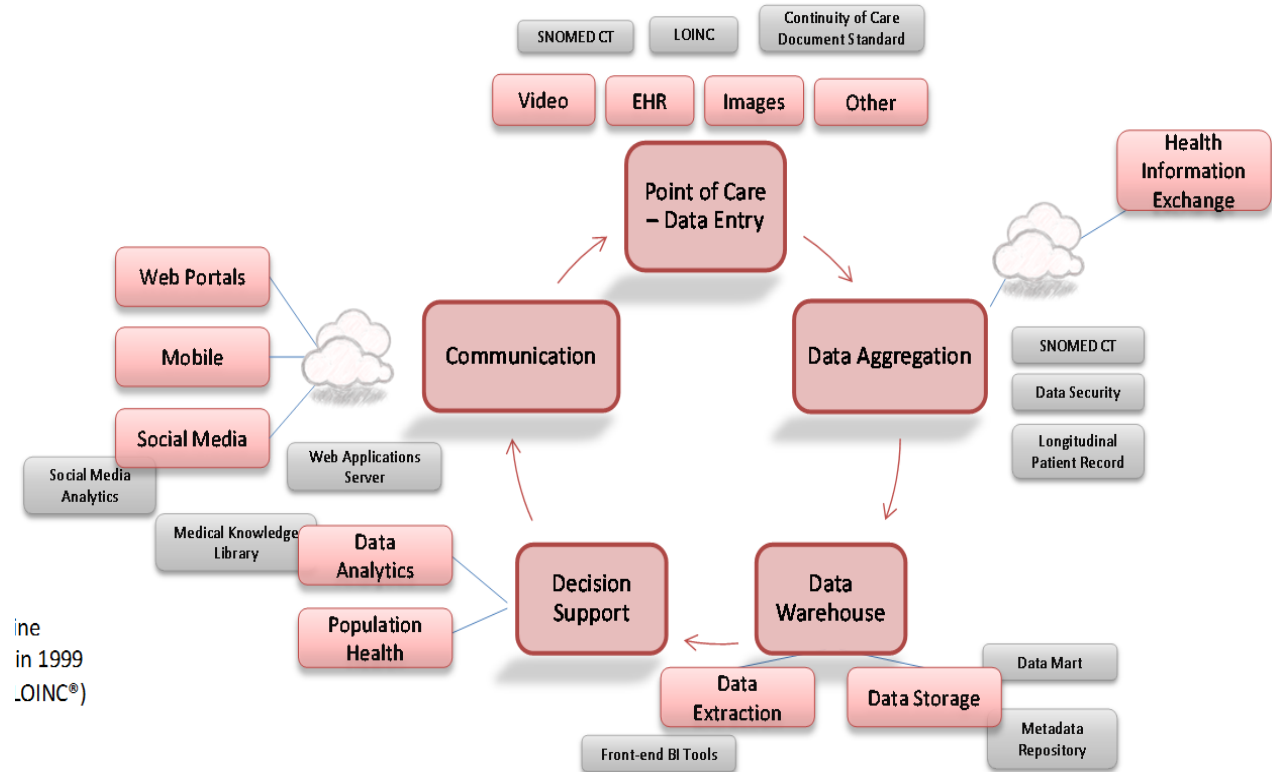 SNOMED CT
LOINC
Continuity of Care
Document Standard
Video
EHR
Images
Other
Point of Care
– Data Entry
Health
Information
Exchange
Web Portals
Mobile
Social Media
Communication
Data Aggregation
SNOMED CT
Data Security
Longitudinal
Patient Record
Web Applications
Server
Social Media
Analytics
Medical Knowledge
Library
Data
Analytics
Population
Health
Decision
Support
Data
Warehouse
Data
Extraction
Data Storage
Data Mart
Metadata
Repository
Front-end BI Tools
ine
in 1999
LOINC®)